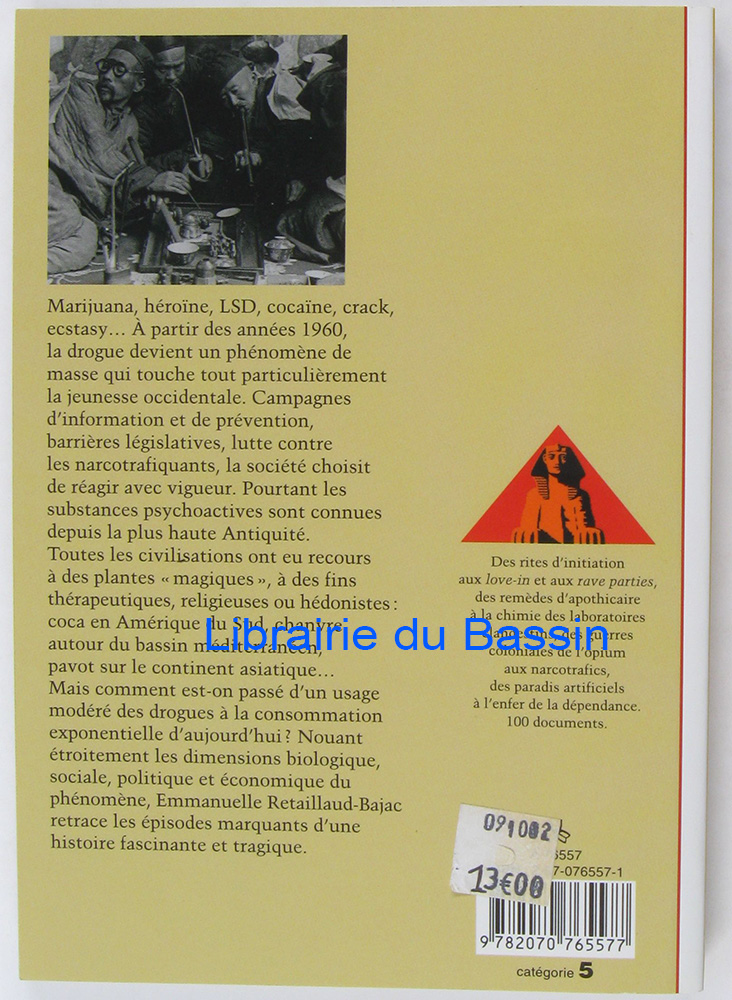 Marijuana, héroïne, LSD, cocaïne, crack,
ecstasy... À partir des années 1960,
la drogue devient un phénomène de
masse qui touche tout particulièrement
la jeunesse occidentale. Campagnes
d'information et de prévention,
barrières législatives, lutte contre
les narcotrafiquants, la société choisit
de réagir avec vigueur. Pourtant les
substances psychoactives sont connues
depuis la plus haute Antiquité.
Toutes les civilisations ont eu recours
à des plantes « magiques », à des fins
thérapeutiques, religieuses ou hédonistes :
coca en Amérique du Sud, chanvre
autour du bassin méditerranéen,
pavot sur le continent asiatique...
Mais comment est-on passé d'un usage
modéré des drogues à la consommation
exponentielle d'aujourd'hui ? Nouant
étroitement les dimensions biologique,
sociale, politique et économique du
phénomène, Emmanuelle Retaillaud-Bajac
retrace les épisodes marquants d'une
histoire fascinante et tragique.
Des rites d'initiation
aux love-in et aux rave parties,
des remèdes d'apothicaire
à la chimie des laboratoires
clandestins, des guerres
coloniales de l'opium
aux narcotrafics,
des paradis artificiels
à l'enfer de la dépendance.
100 documents.
Librairie du Bassin
091002
13€00
6557
7-076557-1
9 782070 765577
catégorie 5